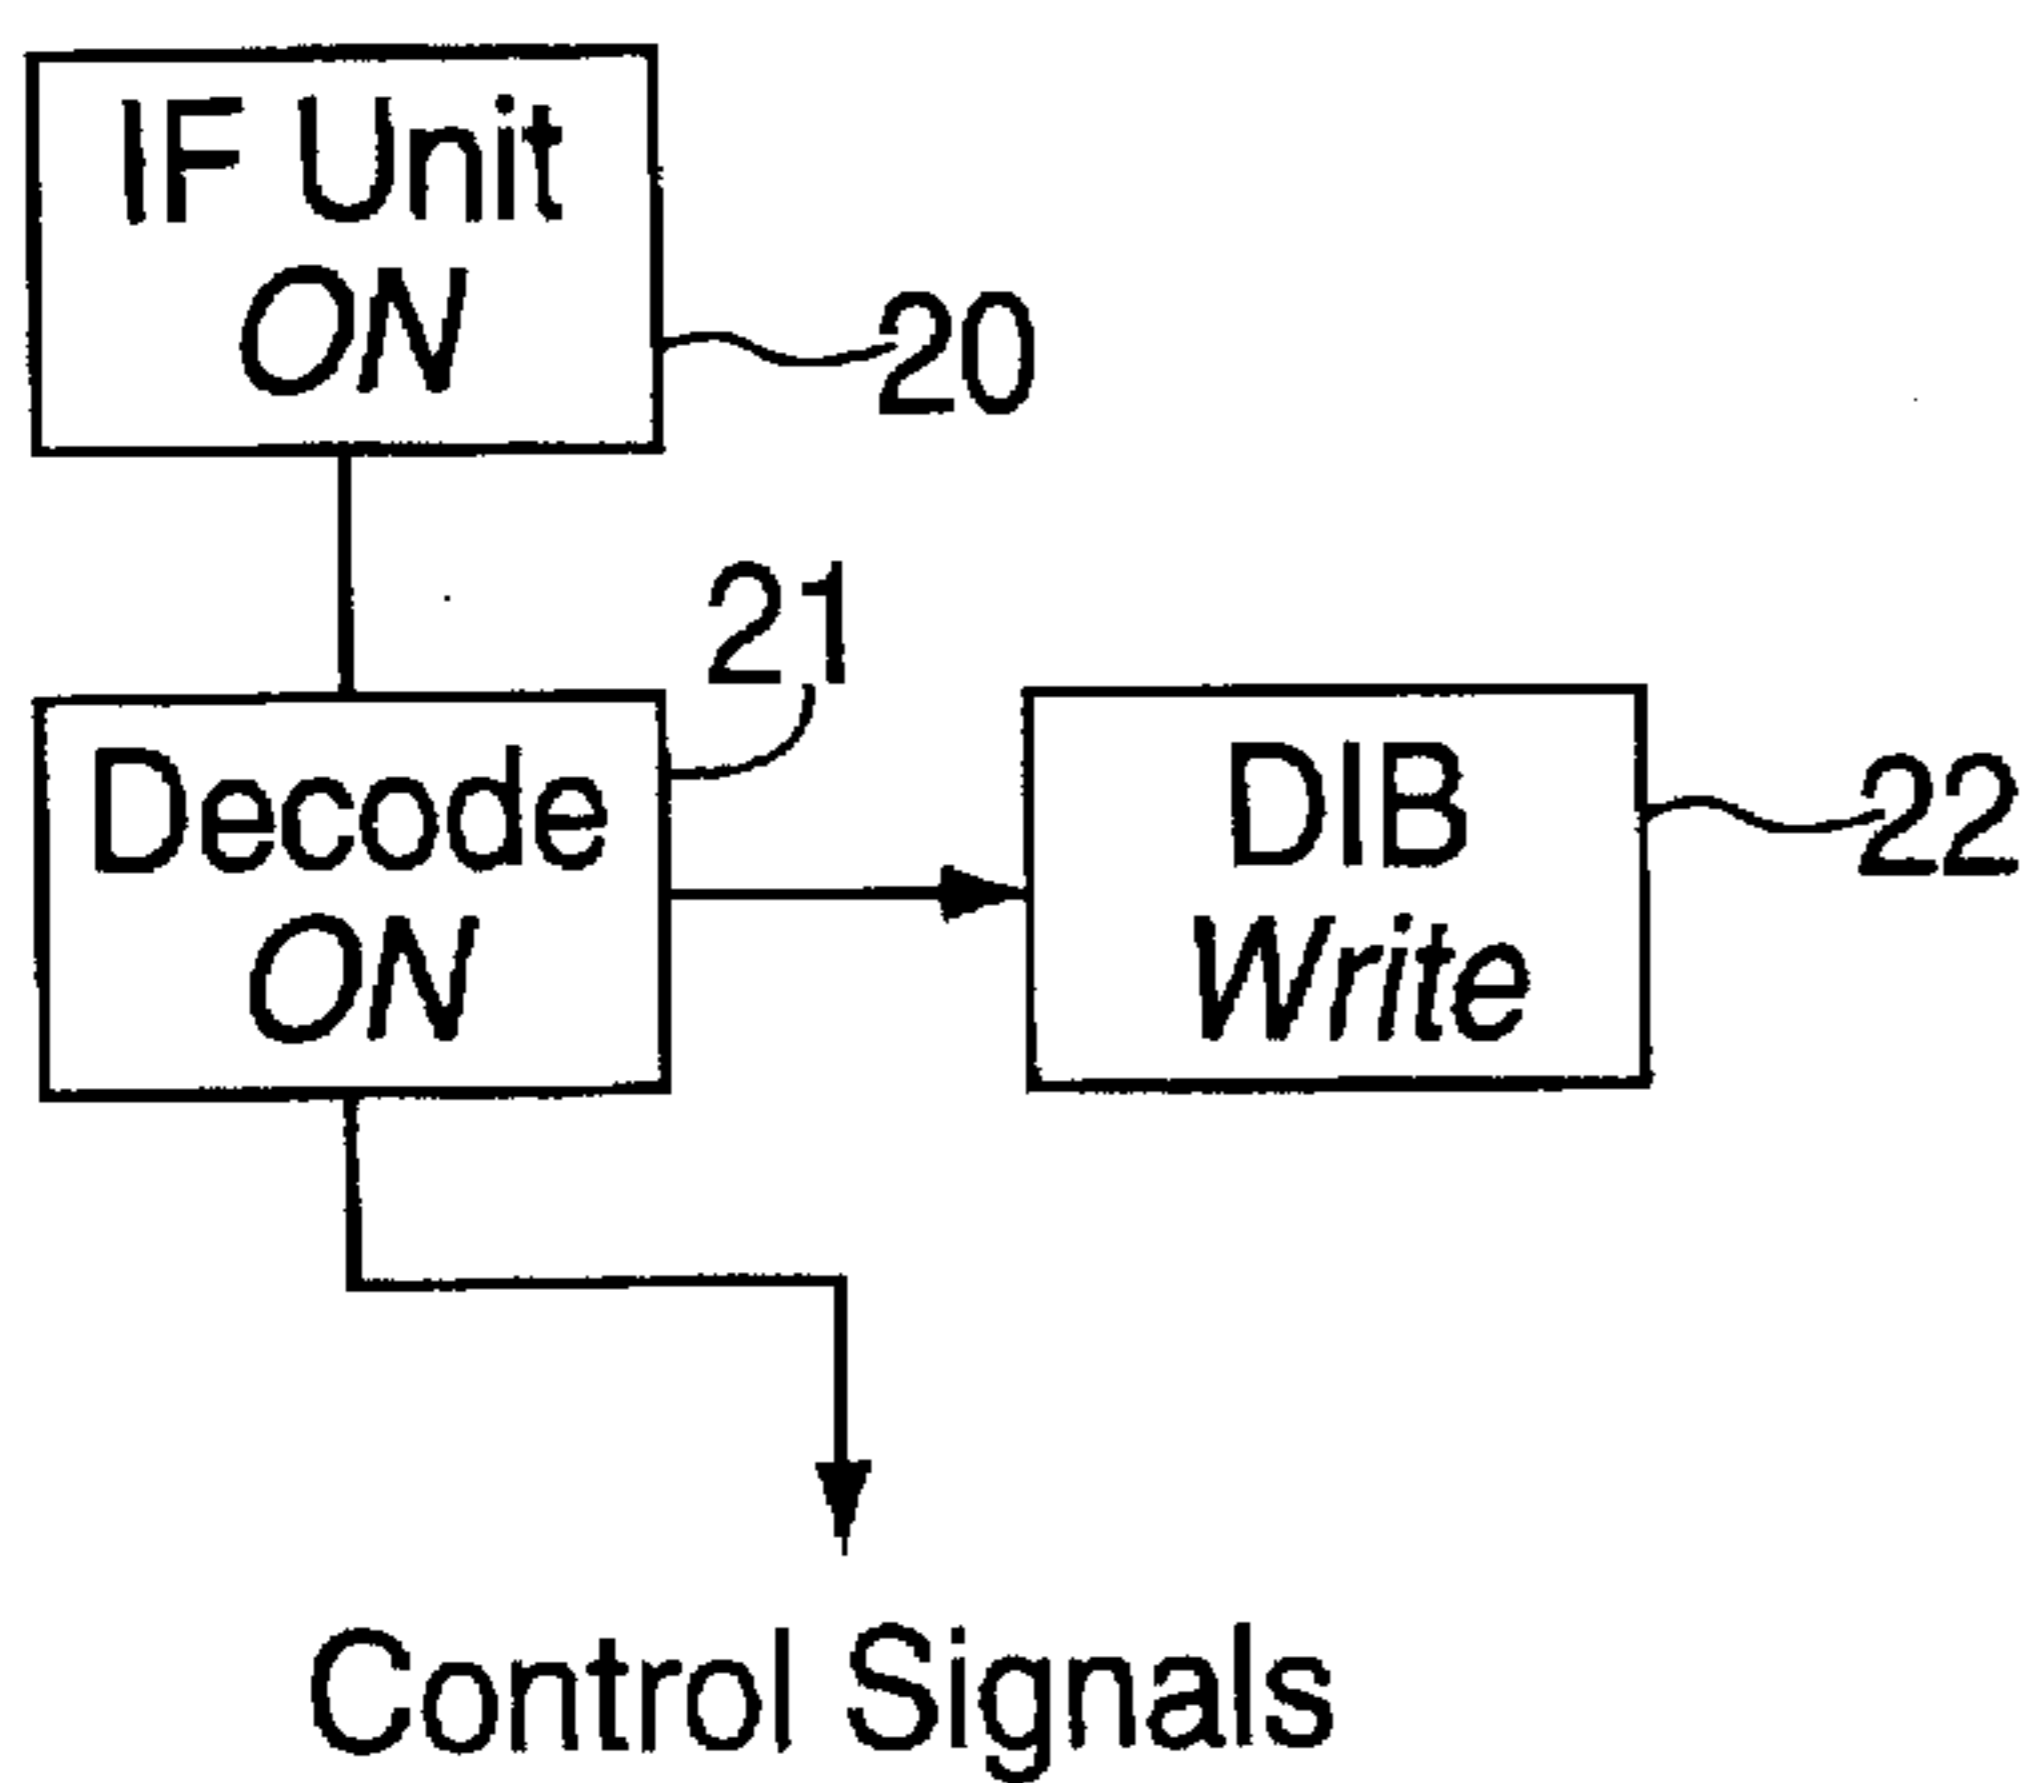 IF Unit
ON
20
21
Decode
ON
DIB
Write
22
Control Signals